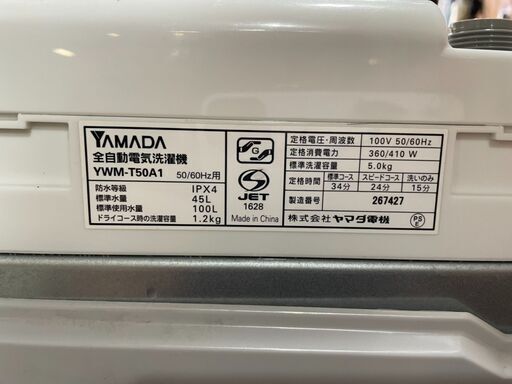 YAMADA
全自動電気洗濯機
YWM-T50A1 50/60Hz用
防水等級 IPX4
標準水量 45L
標準使用水量 100L
ドライコース時の洗濯容量 1.2kg
G
JET
1628
Made in China
定格電圧・周波数 100V 50/60Hz
定格消費電力 360/410 W
標準洗濯容量 5.0kg
定格時間 標準コース スピードコース 洗いのみ
34分 24分 15分
製造番号 267427
株式会社 ヤマダ電機
PS
E